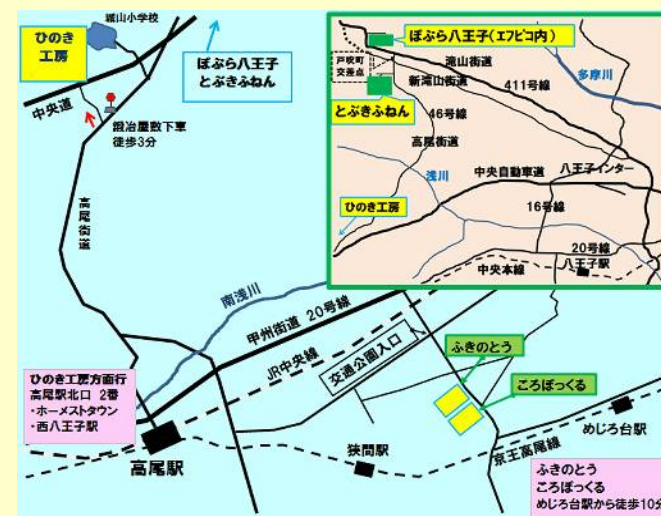 城山小学校
ひのき
工房
ぽぷら八王子
とぶきふねん
中央道
鍛冶屋敷下車
徒歩3分
高尾街道
南浅川
甲州街道 20号線
JR中央線
交通公園入口
ひのき工房方面行
高尾駅北口 2番
・ホーメストタウン
・西八王子駅
高尾駅
狭間駅
京王高尾線
めじろ台駅
ふきのとう
ころぽっくる
ふきのとう
ころぽっくる
めじろ台駅から徒歩10分
ぽぷら八王子(エフピコ内)
戸吹町
交差点
滝山街道
新滝山街道
411号線
多摩川
とぶきふねん
46号線
高尾街道
浅川
中央自動車道
八王子インター
ひのき工房
16号線
20号線
八王子駅
中央本線